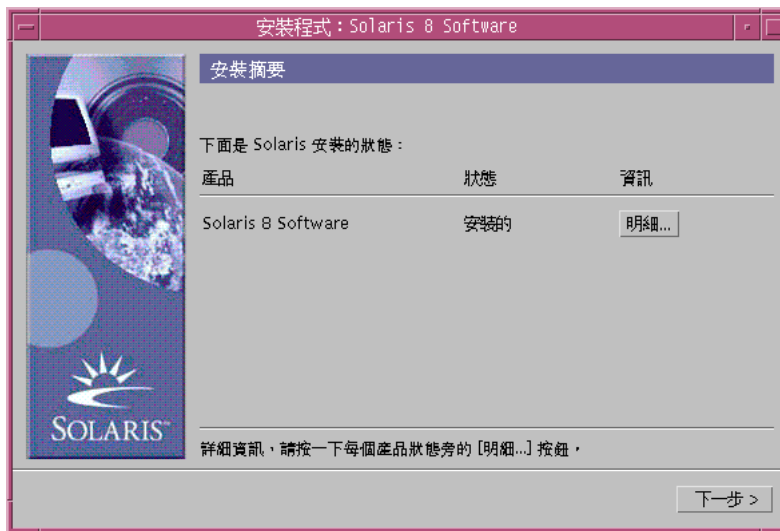 安裝程式：Solaris 8 Software
安裝摘要
下面是 Solaris 安裝的狀態：
產品 狀態 資訊
Solaris 8 Software 安裝的 明細...
SOLARIS™
詳細資訊，請按一下每個產品狀態旁的 [明細...] 按鈕，
下一步 >